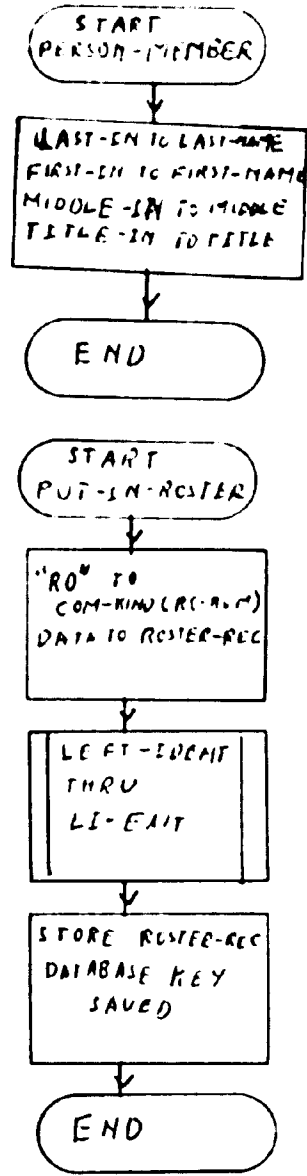 START
PERSON-MEMBER
LAST-IN TO LAST-NAME
FIRST-IN TO FIRST-NAME
MIDDLE-IN TO MIDDLE
TITLE-IN TO TITLE
END
START
PUT-IN-ROSTER
"RO" TO
COM-KIND
DATA TO ROSTER-REC
LEFT-IDENT
THRU
LI-EXIT
STORE ROSTER-REC
DATABASE KEY
SAVED
END